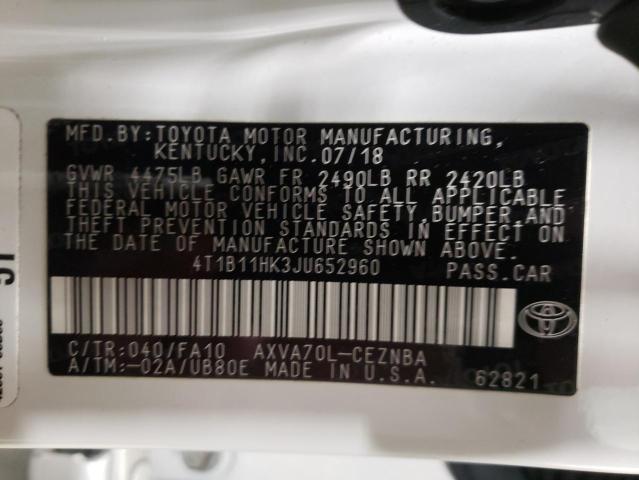 MFD.BY:TOYOTA MOTOR MANUFACTURING,
KENTUCKY,INC.07/18
GVWR 4475LB GAWR FR 2490LB RR 2420LB
THIS VEHICLE CONFORMS TO ALL APPLICABLE
FEDERAL MOTOR VEHICLE SAFETY,BUMPER,AND
THEFT PREVENTION STANDARDS IN EFFECT ON
THE DATE OF MANUFACTURE SHOWN ABOVE.
4T1B11HK3JU652960 PASS.CAR
C/TR:040/FA10 AXVA70L-CEZNBA
A/TM:-02A/UB80E MADE IN U.S.A. 62821